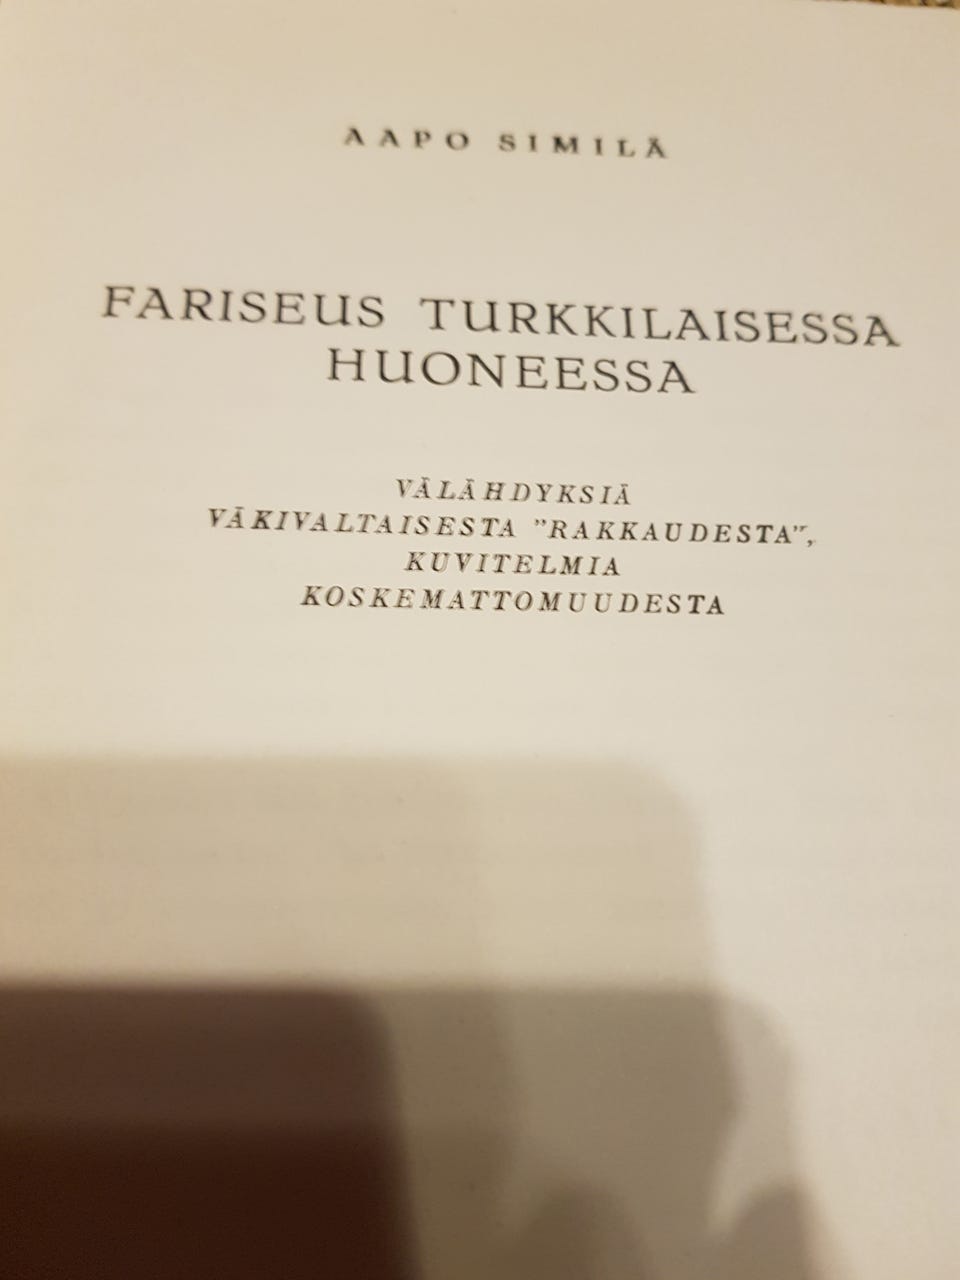 AAPO SIMILÄ
FARISEUS TURKKILAISESSA
HUONEESSA
VÄLÄHDYKSIÄ
VÄKIVALTAISESTA ”RAKKAUDESTA”,
KUVITELMIA
KOSKEMATTOMUUDESTA